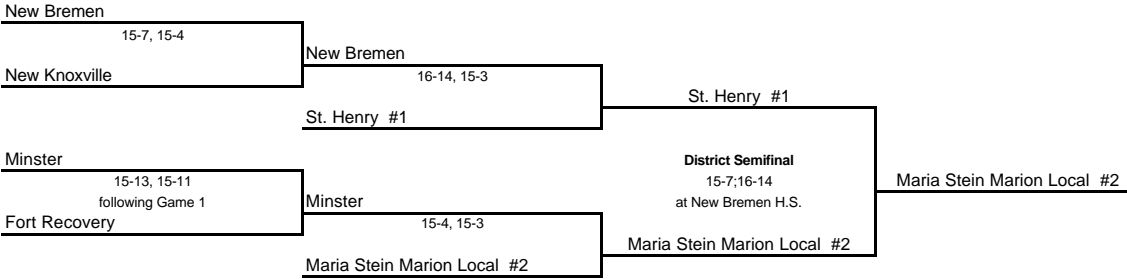 New Bremen
15-7, 15-4
New Knoxville
New Bremen
16-14, 15-3
St. Henry  #1
St. Henry  #1
Minster
15-13, 15-11
following Game 1
Fort Recovery
Minster
15-4, 15-3
Maria Stein Marion Local  #2
District Semifinal
15-7;16-14
at New Bremen H.S.
Maria Stein Marion Local  #2
Maria Stein Marion Local  #2